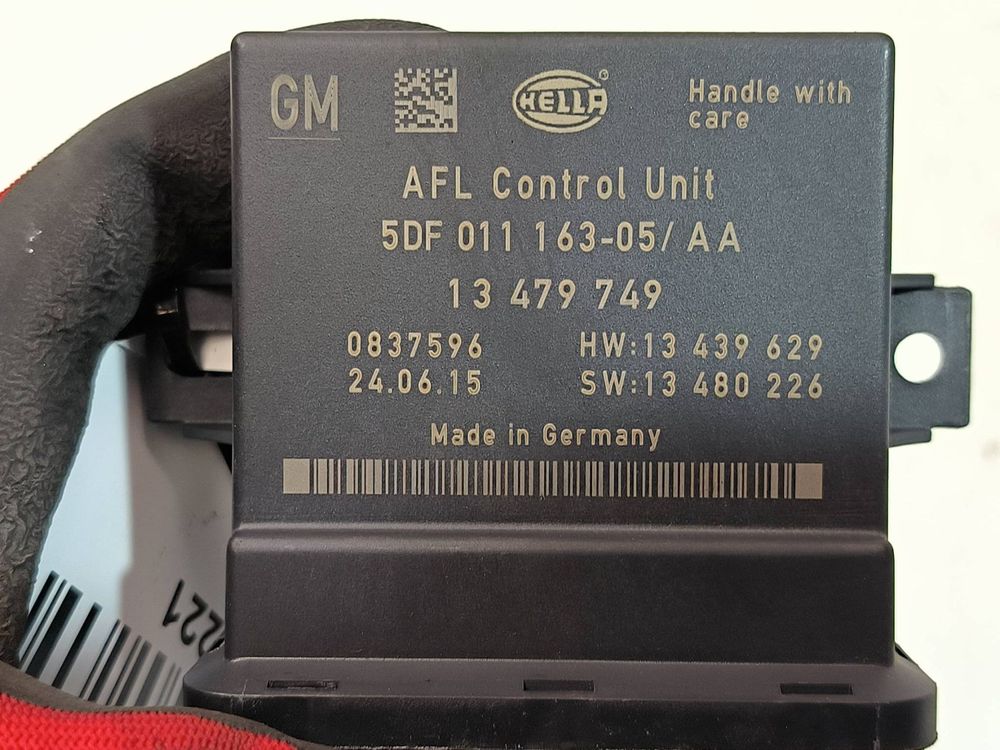 GM
HELLA®
Handle with
care
AFL Control Unit
5DF 011 163-05/AA
13 479 749
0837596
HW:13 439 629
24.06.15
SW:13 480 226
Made in Germany
221